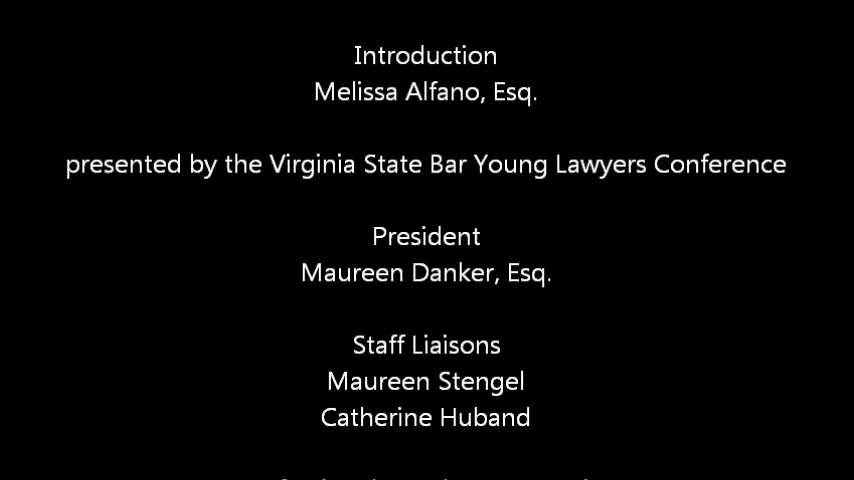 Introduction
Melissa Alfano, Esq.
presented by the Virginia State Bar Young Lawyers Conference
President
Maureen Danker, Esq.
Staff Liaisons
Maureen Stengel
Catherine Huband